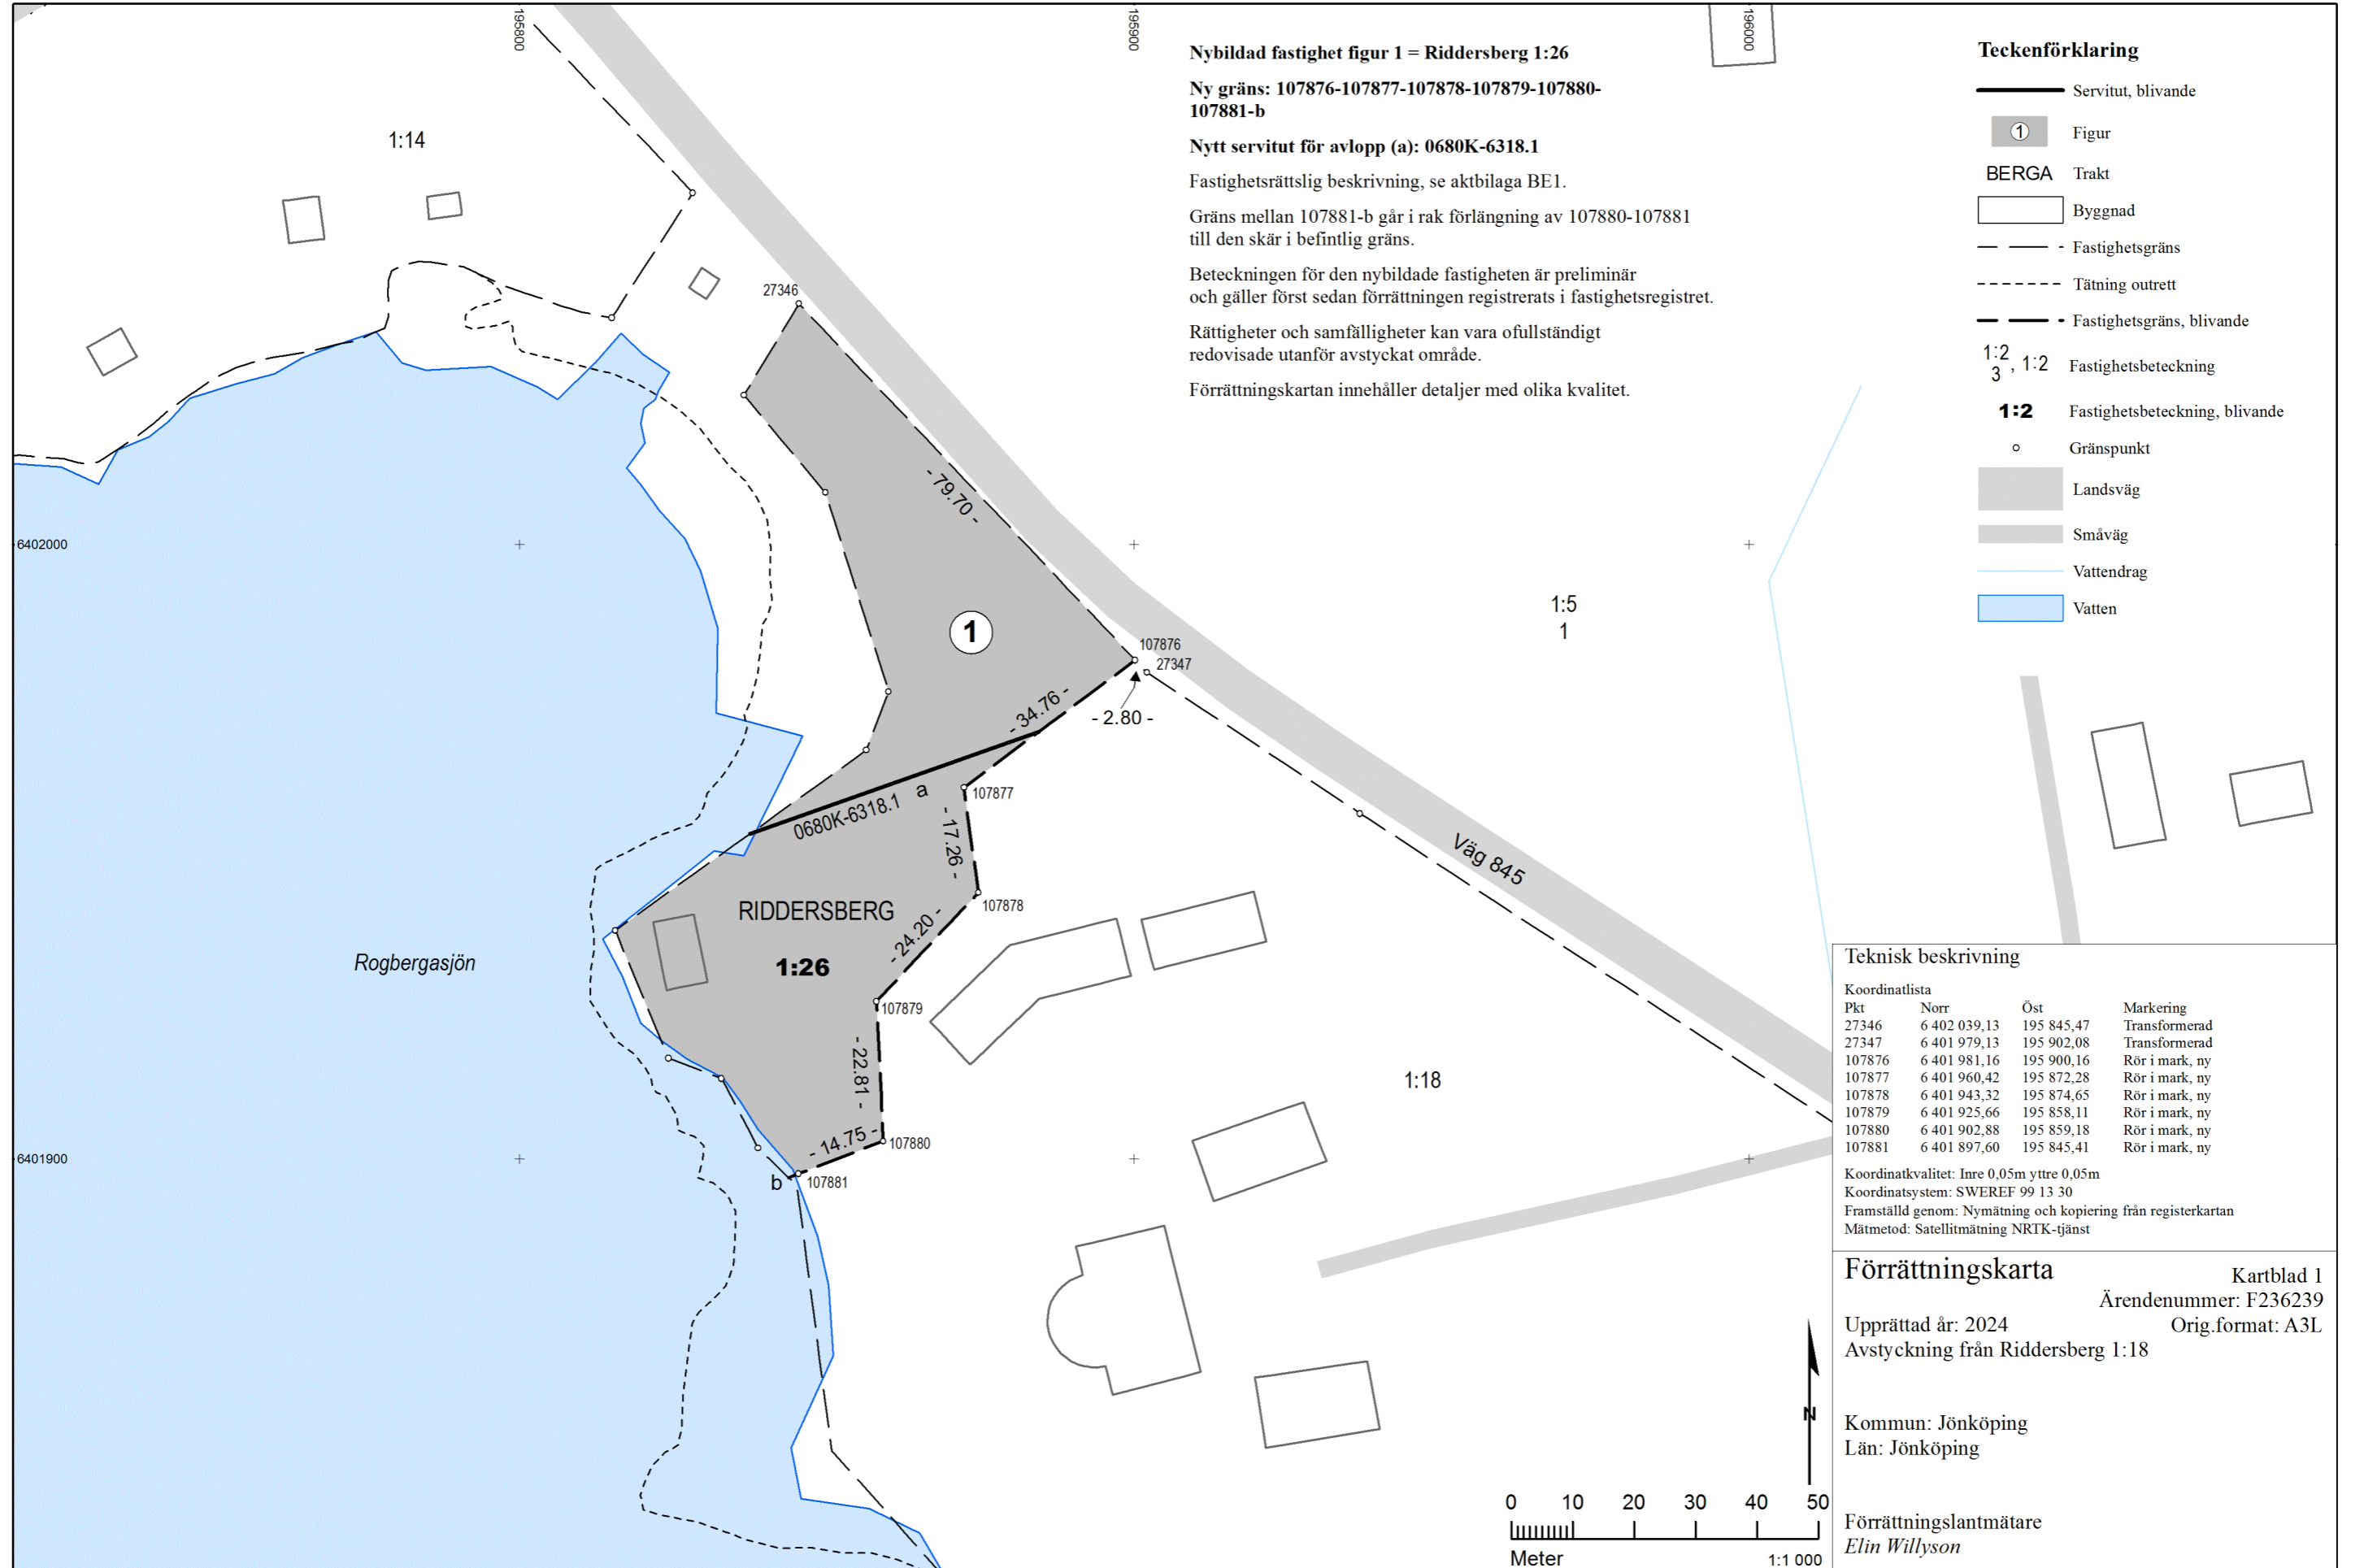 195800
195900
196000
Nybildad fastighet figur 1 = Riddersberg 1:26
Ny gräns: 107876-107877-107878-107879-107880-
107881-b
Nytt servitut för avlopp (a): 0680K-6318.1
Fastighetsrättslig beskrivning, se aktbilaga BE1.
Gräns mellan 107881-b går i rak förlängning av 107880-107881
till den skär i befintlig gräns.
Beteckningen för den nybildade fastigheten är preliminär
och gäller först sedan förrättningen registrerats i fastighetsregistret.
Rättigheter och samfälligheter kan vara ofullständigt
redovisade utanför avstyckat område.
Förrättningskartan innehåller detaljer med olika kvalitet.
Teckenförklaring
Servitut, blivande
1 Figur
BERGA Trakt
Byggnad
Fastighetsgräns
Tätning outrett
Fastighetsgräns, blivande
1:2
3 , 1:2 Fastighetsbeteckning
1:2 Fastighetsbeteckning, blivande
Gränspunkt
Landsväg
Småväg
Vattendrag
Vatten
1:14
27346
- 79.70 -
6402000
1
1:5
1
107876
27347
- 34.76 -
- 2.80 -
a
107877
0680K-6318.1
- 17.26 -
Väg 845
107878
RIDDERSBERG
- 24.20 -
1:26
Rogbergasjön
107879
- 22.81 -
1:18
- 14.75 -
107880
6401900
b
107881
Teknisk beskrivning
Koordinatlista
Pkt Norr Öst Markering
27346 6 402 039,13 195 845,47 Transformerad
27347 6 401 979,13 195 902,08 Transformerad
107876 6 401 981,16 195 900,16 Rör i mark, ny
107877 6 401 960,42 195 872,28 Rör i mark, ny
107878 6 401 943,32 195 874,65 Rör i mark, ny
107879 6 401 925,66 195 858,11 Rör i mark, ny
107880 6 401 902,88 195 859,18 Rör i mark, ny
107881 6 401 897,60 195 845,41 Rör i mark, ny
Koordinatkvalitet: Inre 0,05m yttre 0,05m
Koordinatsystem: SWEREF 99 13 30
Framställd genom: Nymätning och kopiering från registerkartan
Mätmetod: Satellitmätning NRTK-tjänst
Förrättningskarta
Kartblad 1
Ärendenummer: F236239
Upprättad år: 2024
Orig.format: A3L
Avstyckning från Riddersberg 1:18
Kommun: Jönköping
Län: Jönköping
Förrättningslantmätare
Elin Willyson
N
0 10 20 30 40 50
Meter
1:1 000